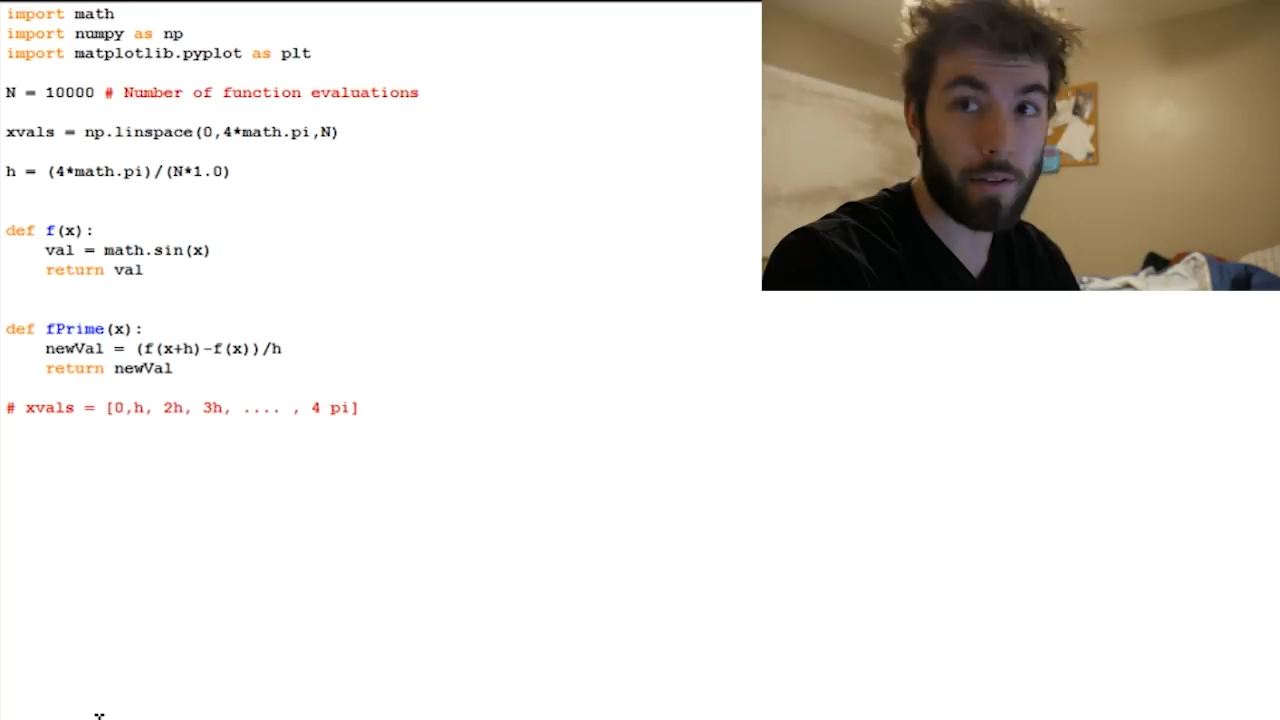 import math
import numpy as np
import matplotlib.pyplot as plt
N = 10000 # Number of function evaluations
xvals = np.linspace(0,4*math.pi,N)
h = (4*math.pi)/(N*1.0)
def f(x):
val = math.sin(x)
return val
def fPrime(x):
newVal = (f(x+h)-f(x))/h
return newVal
# xvals = [0,h, 2h, 3h, .... , 4 pi]